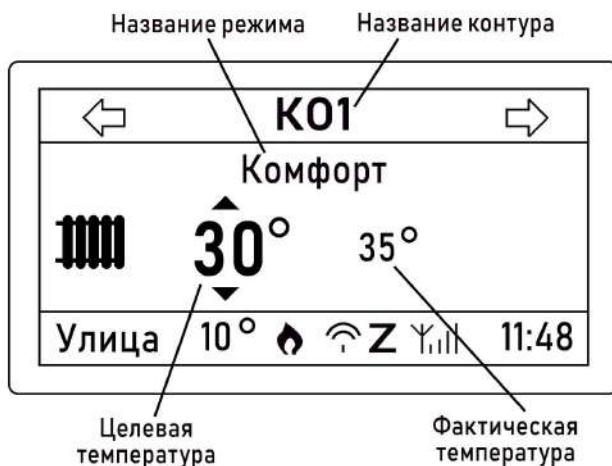 Название режима Название контура
КО1
Комфорт
30° 35°
Улица 10° Z 11:48
Целевая температура
Фактическая температура